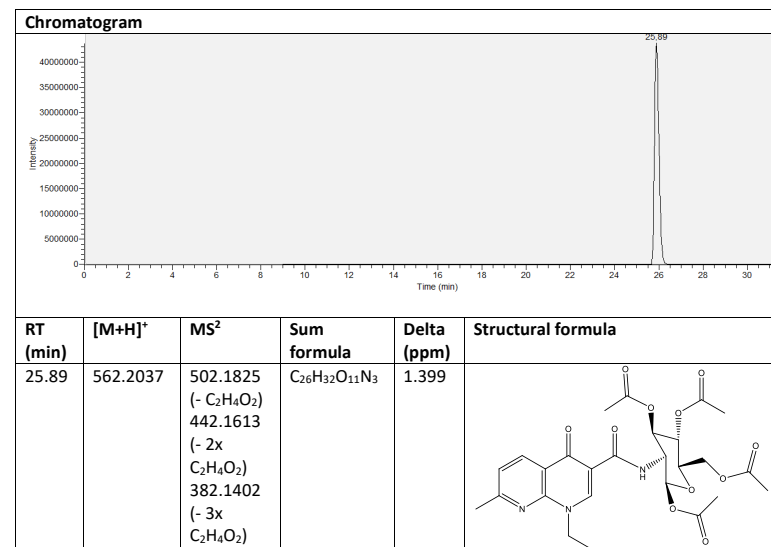 Chromatogram
25,89
40000000
35000000
30000000
25000000
20000000
15000000
10000000
5000000
0
Intensity
0 2 4 6 8 10 12 14 16 18 20 22 24 26 28 30
Time (min)
RT (min) [M+H]⁺ MS² Sum formula Delta (ppm) Structural formula
25.89 562.2037 502.1825 C₂₆H₃₂O₁₁N₃ 1.399
(- C₂H₄O₂)
442.1613
(- 2x
C₂H₄O₂)
382.1402
(- 3x
C₂H₄O₂)
O O
O O
O O O
N H O O
O O
N N O
O